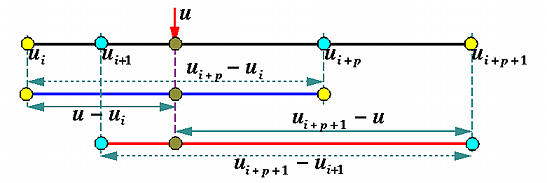 u
u_i u_{i+1} u_{i+p} u_{i+p+1}
u_{i+p} - u_i
u - u_i
u_{i+p+1} - u
u_{i+p+1} - u_{i+1}